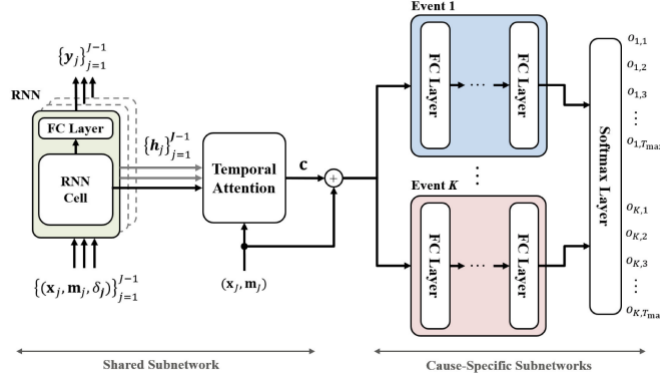 Event 1
{y_j}_{j=1}^{J-1}
RNN
FC Layer
{h_j}_{j=1}^{J-1}
RNN
Cell
Temporal
Attention
c
+
{(x_j, m_j, δ_j)}_{j=1}^{J-1}
(x_J, m_J)
FC Layer
...
FC Layer
⋮
Event K
FC Layer
...
FC Layer
Softmax Layer
o_{1,1}
o_{1,2}
o_{1,3}
⋮
o_{1,T_max}
o_{K,1}
o_{K,2}
o_{K,3}
⋮
o_{K,T_max}
Shared Subnetwork
Cause-Specific Subnetworks